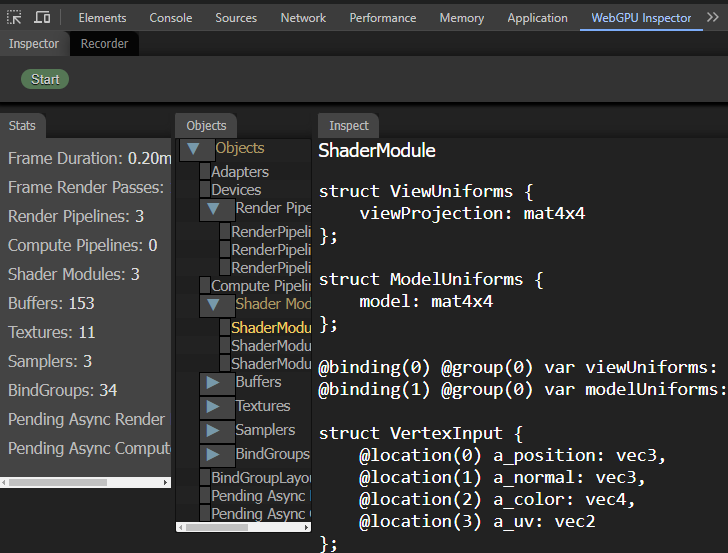 Elements Console Sources Network Performance Memory Application WebGPU Inspector
Inspector Recorder
Start
Stats
Frame Duration: 0.20m
Frame Render Passes:
Render Pipelines: 3
Compute Pipelines: 0
Shader Modules: 3
Buffers: 153
Textures: 11
Samplers: 3
BindGroups: 34
Pending Async Render
Pending Async Comput
Objects
Objects
Adapters
Devices
Render Pipe
RenderPipeli
RenderPipeli
RenderPipeli
Compute Pipelin
Shader Mod
ShaderModu
ShaderModu
ShaderModu
Buffers
Textures
Samplers
BindGroups
BindGroupLayou
Pending Async
Pending Async
Inspect
ShaderModule
struct ViewUniforms {
    viewProjection: mat4x4
};
struct ModelUniforms {
    model: mat4x4
};
@binding(0) @group(0) var viewUniforms:
@binding(1) @group(0) var modelUniforms:
struct VertexInput {
    @location(0) a_position: vec3,
    @location(1) a_normal: vec3,
    @location(2) a_color: vec4,
    @location(3) a_uv: vec2
};